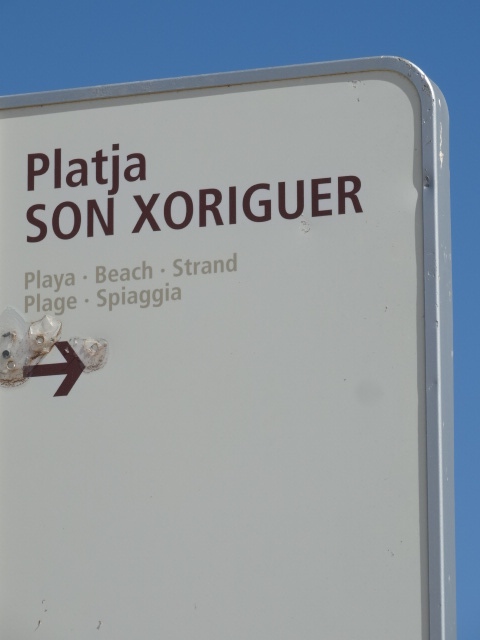 Platja
SON XORIGUER
Playa · Beach · Strand
Plage · Spiaggia